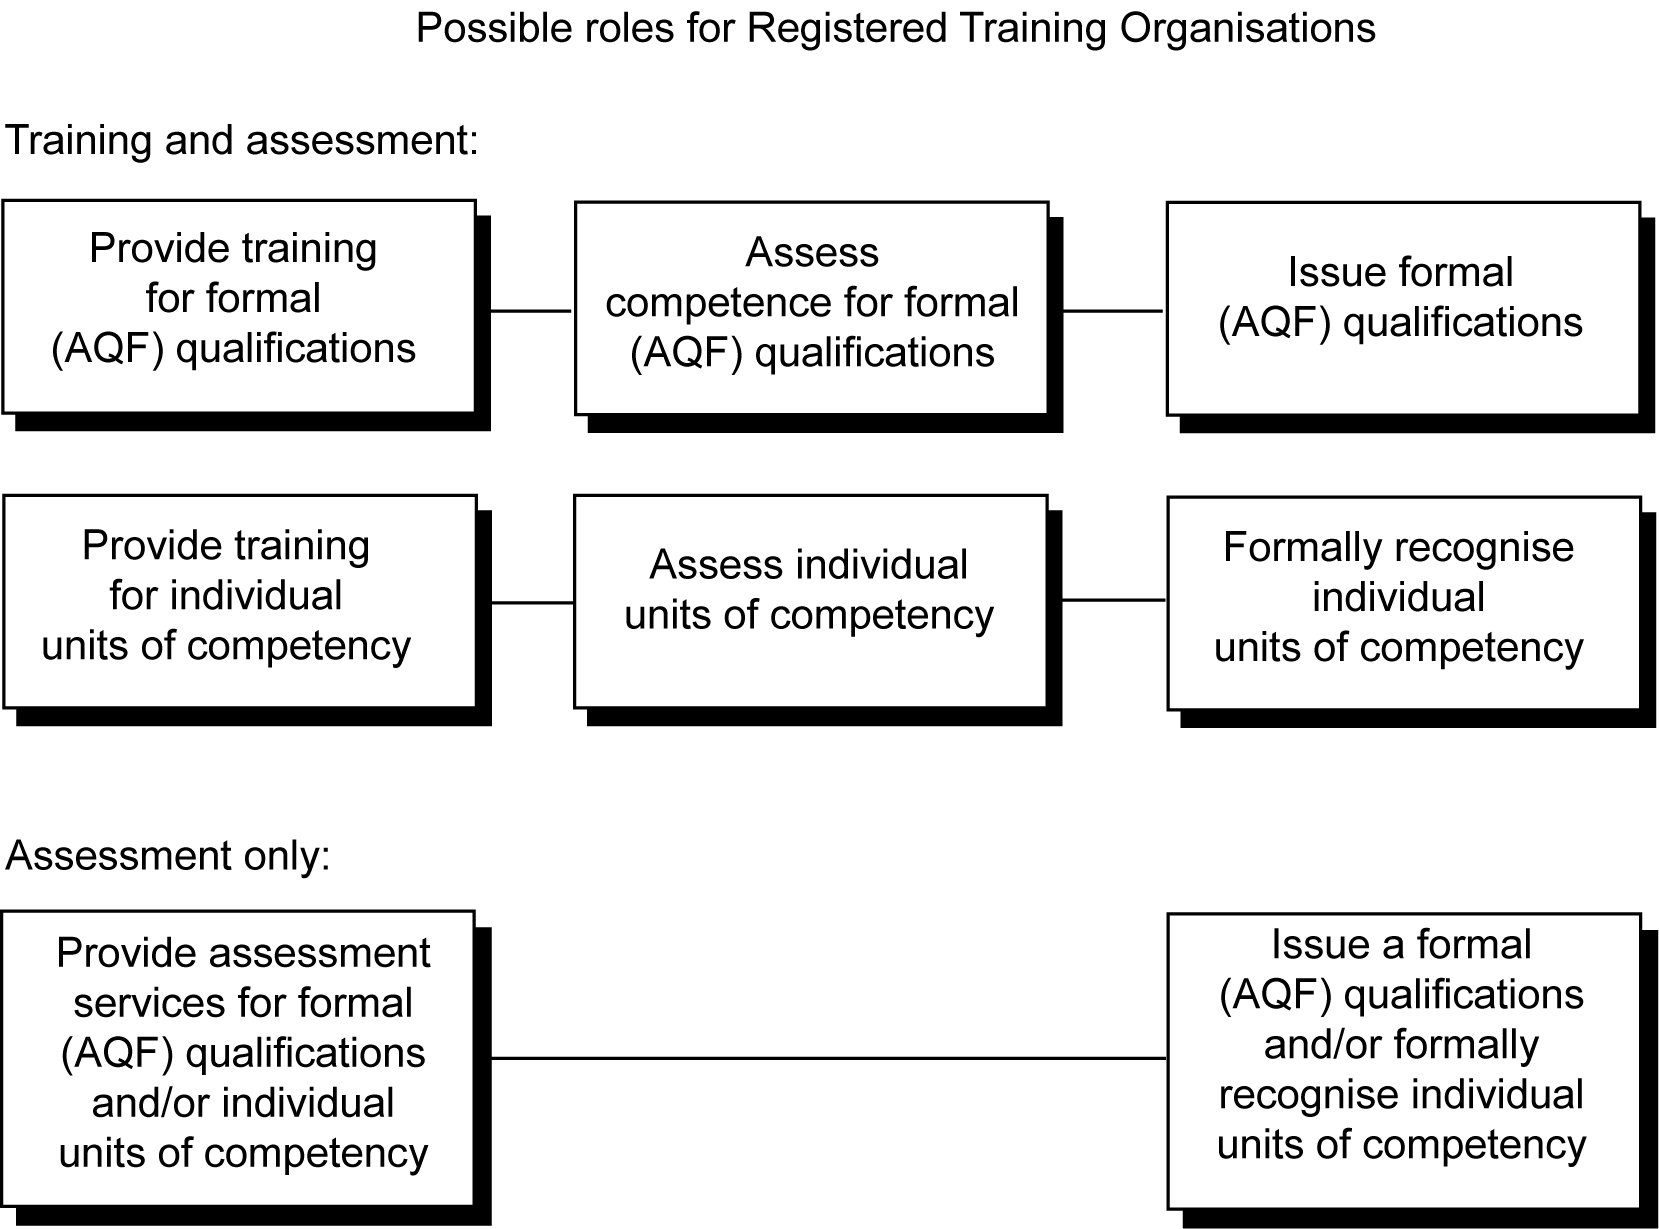 Possible roles for Registered Training Organisations
Training and assessment:
Provide training
for formal
(AQF) qualifications
Assess
competence for formal
(AQF) qualifications
Issue formal
(AQF) qualifications
Provide training
for individual
units of competency
Assess individual
units of competency
Formally recognise
individual
units of competency
Assessment only:
Provide assessment
services for formal
(AQF) qualifications
and/or individual
units of competency
Issue a formal
(AQF) qualifications
and/or formally
recognise individual
units of competency